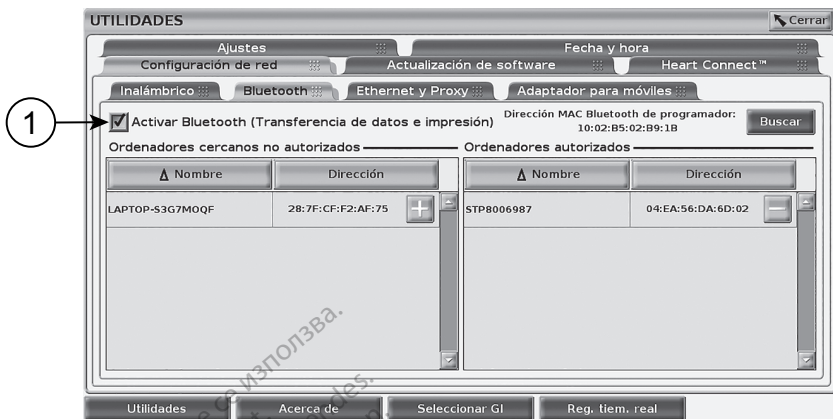 UTILIDADES
Cerrar
Ajustes
Fecha y hora
Configuración de red
Actualización de software
Heart Connect™
Inalámbrico
Bluetooth
Ethernet y Proxy
Adaptador para móviles
1
Activar Bluetooth (Transferencia de datos e impresión)
Dirección MAC Bluetooth de programador:
10:02:B5:02:B9:1B
Buscar
Ordenadores cercanos no autorizados
Ordenadores autorizados
Δ Nombre
Dirección
Δ Nombre
Dirección
LAPTOP-S3G7MOQF
28:7F:CF:F2:AF:75
+
STP8006987
04:EA:56:DA:6D:02
—
се използва.
Utilidades
Acerca de
Seleccionar GI
Reg. tiem. real